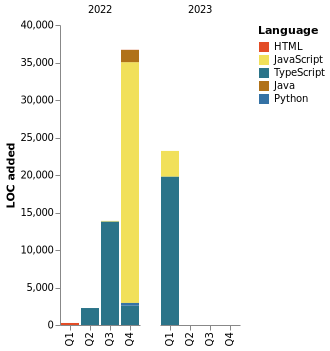 2022 2023
Language
HTML
JavaScript
TypeScript
Java
Python
LOC added
40,000
35,000
30,000
25,000
20,000
15,000
10,000
5,000
0
Q1 Q2 Q3 Q4 Q1 Q2 Q3 Q4